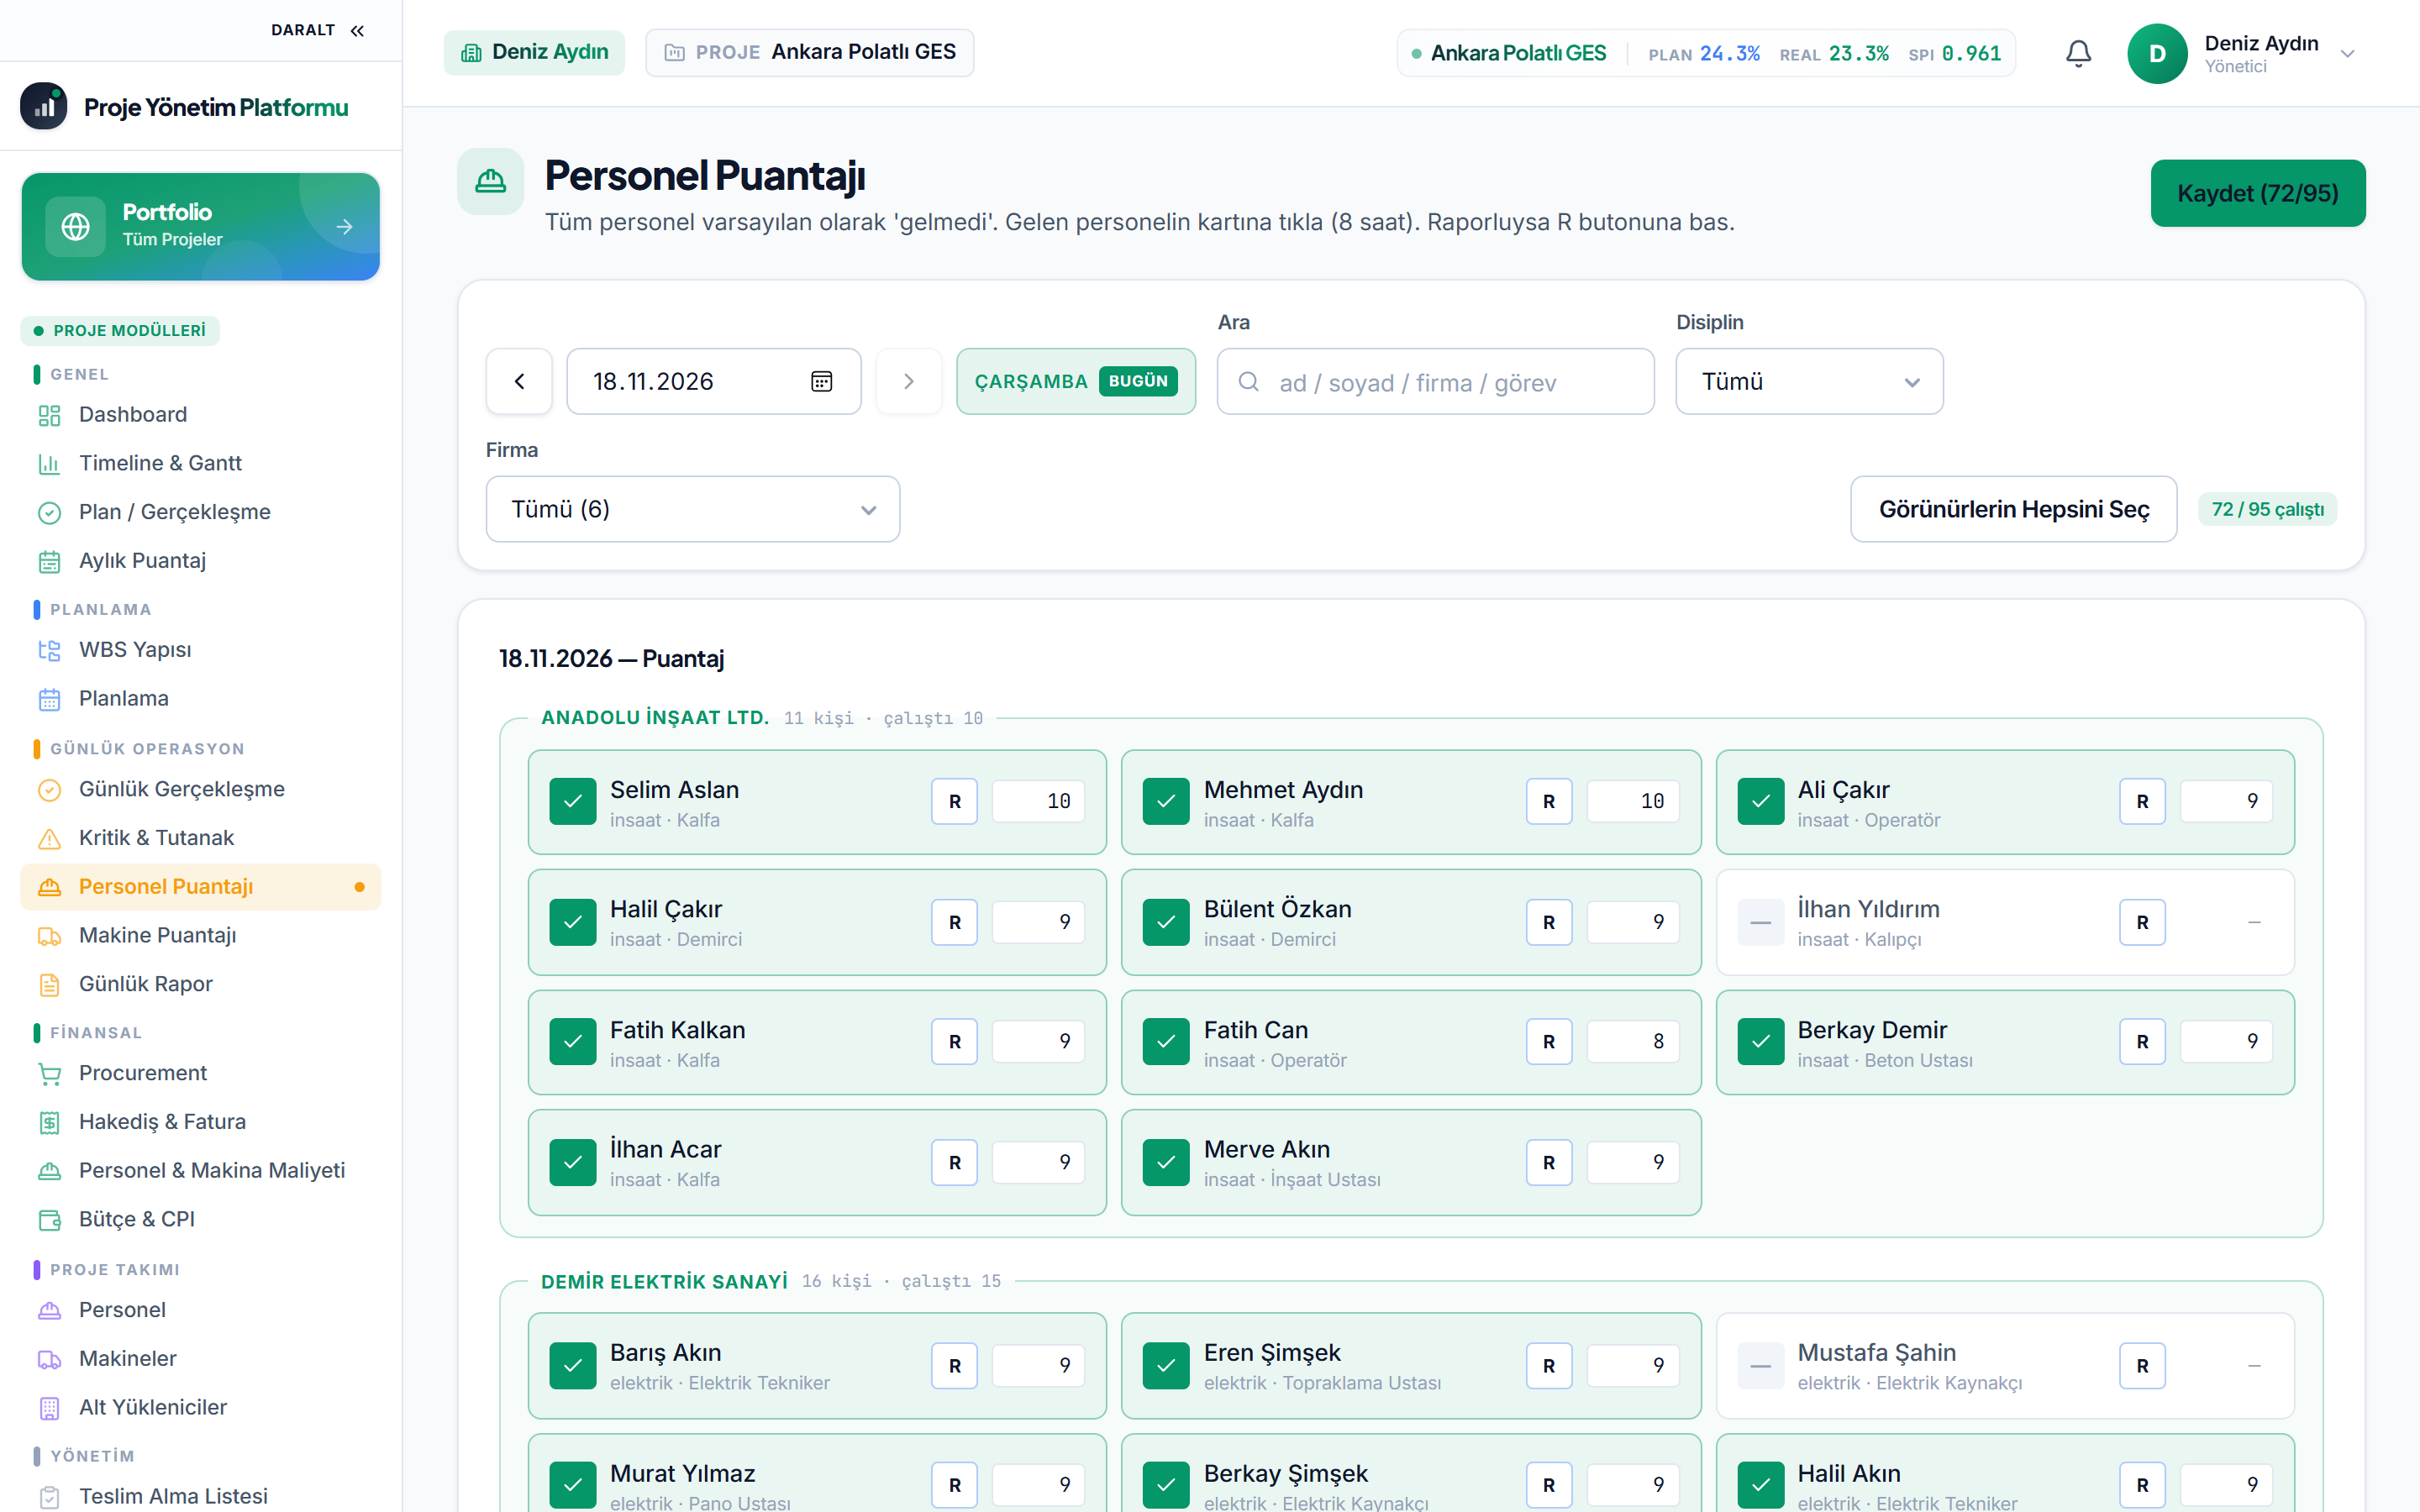 DARALT
Proje Yönetim Platformu
Portfolio
Tüm Projeler
PROJE MODÜLLERİ
GENEL
Dashboard
Timeline & Gantt
Plan / Gerçekleşme
Aylık Puantaj
PLANLAMA
WBS Yapısı
Planlama
GÜNLÜK OPERASYON
Günlük Gerçekleşme
Kritik & Tutanak
Personel Puantajı
Makine Puantajı
Günlük Rapor
FİNANSAL
Procurement
Hakediş & Fatura
Personel & Makina Maliyeti
Bütçe & CPI
PROJE TAKIMI
Personel
Makineler
Alt Yükleniciler
YÖNETİM
Teslim Alma Listesi
Deniz Aydın
PROJE Ankara Polatlı GES
Ankara Polatlı GES PLAN 24.3% REAL 23.3% SPI 0.961
D
Deniz Aydın
Yönetici
Personel Puantajı
Tüm personel varsayılan olarak 'gelmedi'. Gelen personelin kartına tıkla (8 saat). Raporluysa R butonuna bas.
Kaydet (72/95)
Ara
Disiplin
18.11.2026
ÇARŞAMBA BUGÜN
ad / soyad / firma / görev
Tümü
Firma
Tümü (6)
Görünürlerin Hepsini Seç
72 / 95 çalıştı
18.11.2026 — Puantaj
ANADOLU İNŞAAT LTD. 11 kişi · çalıştı 10
Selim Aslan
insaat · Kalfa
R 10
Mehmet Aydın
insaat · Kalfa
R 10
Ali Çakır
insaat · Operatör
R 9
Halil Çakır
insaat · Demirci
R 9
Bülent Özkan
insaat · Demirci
R 9
İlhan Yıldırım
insaat · Kalıpçı
R –
Fatih Kalkan
insaat · Kalfa
R 9
Fatih Can
insaat · Operatör
R 8
Berkay Demir
insaat · Beton Ustası
R 9
İlhan Acar
insaat · Kalfa
R 9
Merve Akın
insaat · İnşaat Ustası
R 9
DEMİR ELEKTRİK SANAYİ 16 kişi · çalıştı 15
Barış Akın
elektrik · Elektrik Tekniker
R 9
Eren Şimşek
elektrik · Topraklama Ustası
R 9
Mustafa Şahin
elektrik · Elektrik Kaynakçı
R –
Murat Yılmaz
elektrik · Pano Ustası
R 9
Berkay Şimşek
elektrik · Elektrik Kaynakçı
R 9
Halil Akın
elektrik · Elektrik Tekniker
R 9